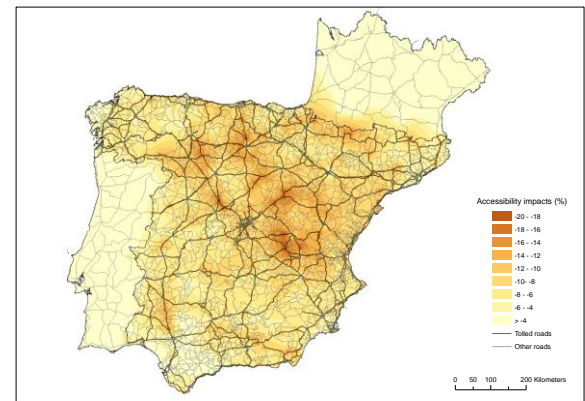 Accessibility impacts (%)
-20 - -18
-18 - -16
-16 - -14
-14 - -12
-12 - -10
-10- -8
-8 - -6
-6 - -4
> -4
Tolled roads
Other roads
0 50 100 200 Kilometers